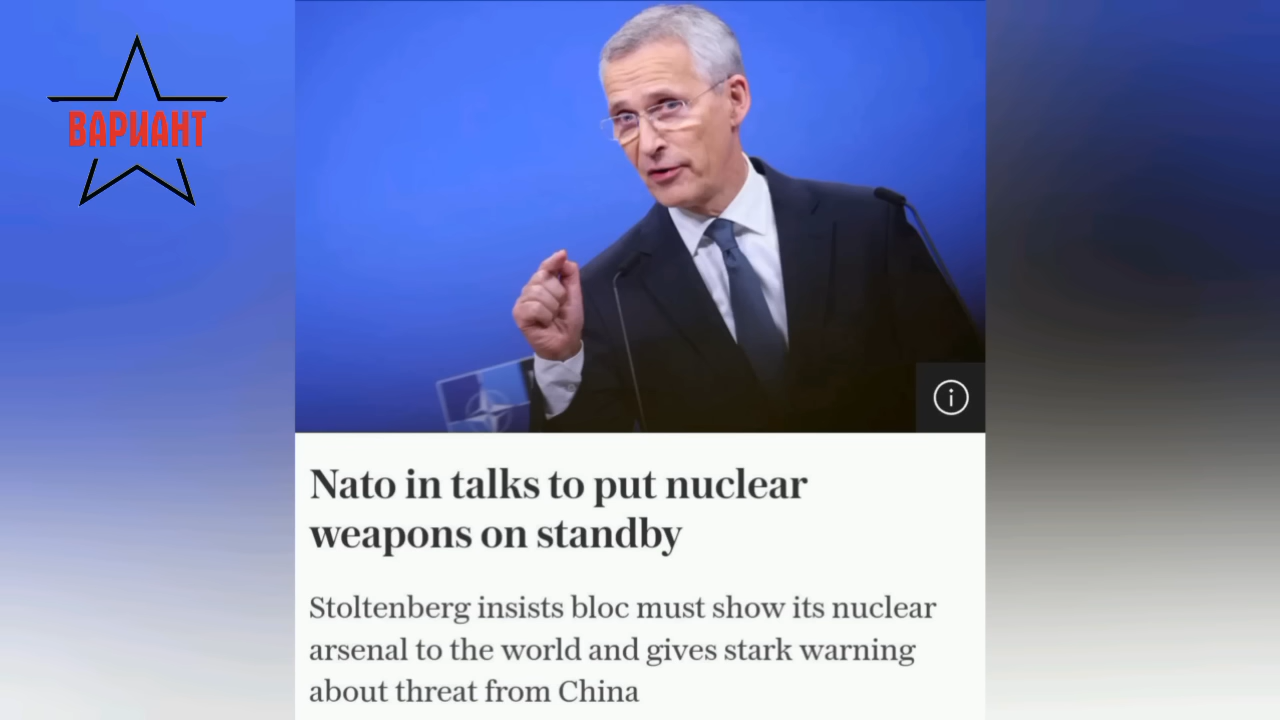 ВАРИАНТ
Nato in talks to put nuclear
weapons on standby
Stoltenberg insists bloc must show its nuclear
arsenal to the world and gives stark warning
about threat from China